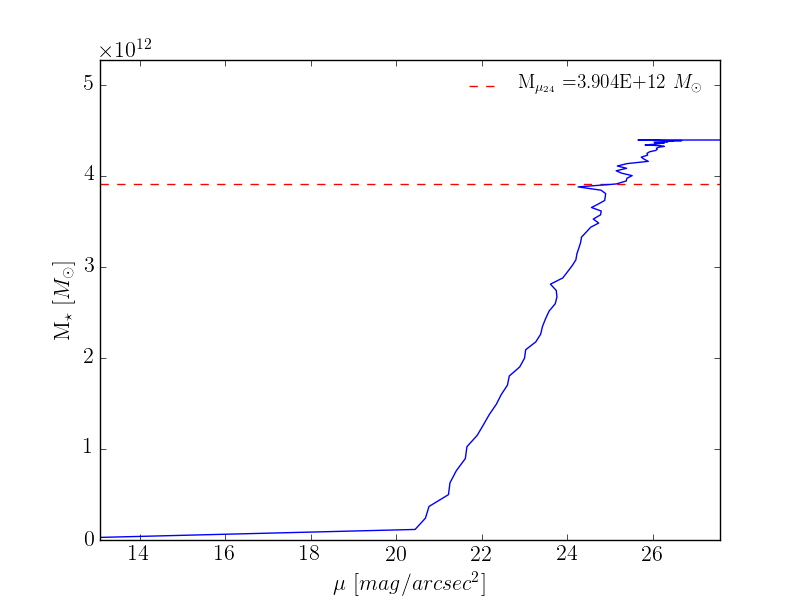 ×10¹²
M_μ₂₄ =3.904E+12 M_⊙
5
4
3
2
1
0
M⋆ [M_⊙]
14 16 18 20 22 24 26
μ [mag/arcsec²]